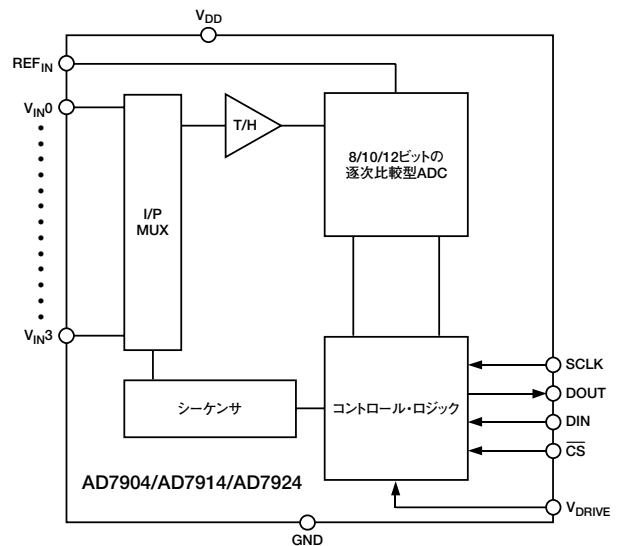 VDD
REFIN
VIN0
T/H
8/10/12ビットの
逐次比較型ADC
I/P
MUX
VIN3
SCLK
シーケンサ
コントロール・ロジック
DOUT
DIN
CS
AD7904/AD7914/AD7924
VDRIVE
GND